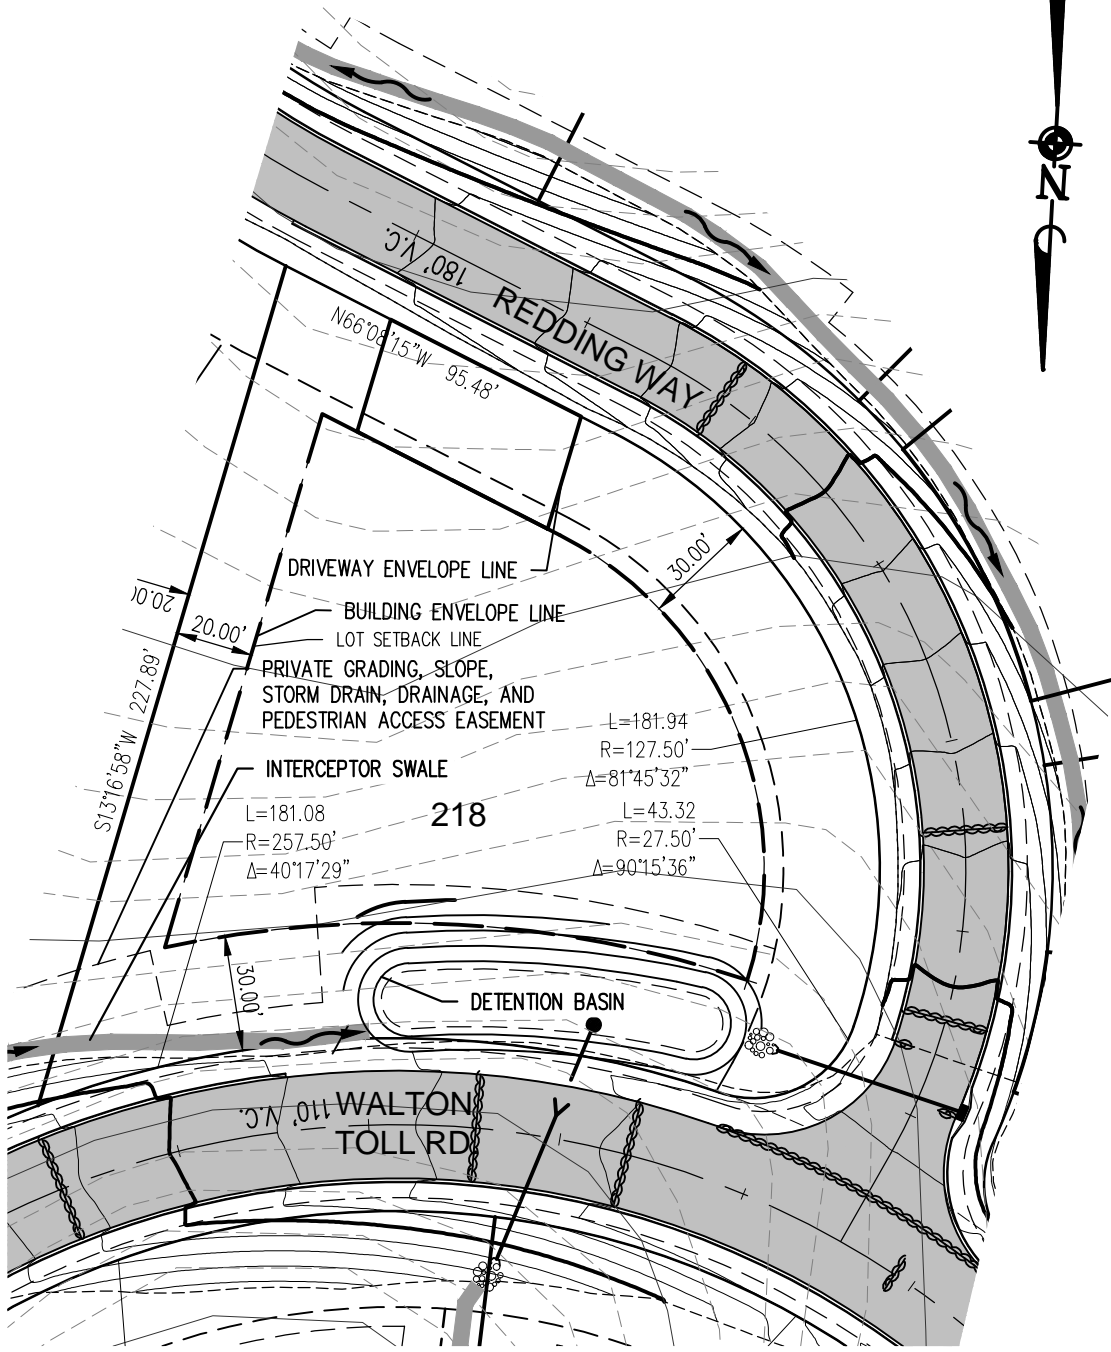 N
180' V.C.
REDDING WAY
N66°08'15"W 95.48'
30.00'
DRIVEWAY ENVELOPE LINE
20.0(
BUILDING ENVELOPE LINE
20.00'
LOT SETBACK LINE
PRIVATE GRADING, SLOPE,
STORM DRAIN, DRAINAGE, AND
PEDESTRIAN ACCESS EASEMENT
S13°16'58"W 227.89'
L=181.94
R=127.50'
Δ=81°45'32"
INTERCEPTOR SWALE
218
L=181.08
R=257.50'
Δ=40°17'29"
L=43.32
R=27.50'
Δ=90°15'36"
30.00'
DETENTION BASIN
110' V.C.
WALTON
TOLL RD